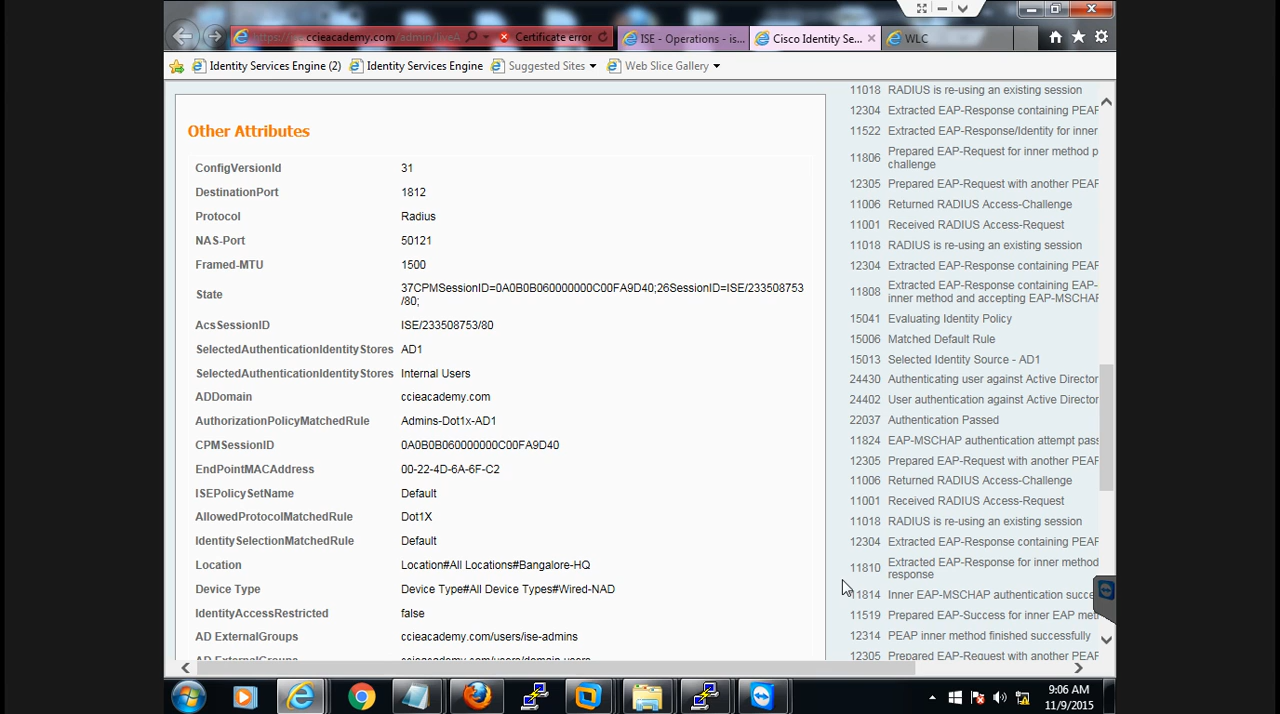 https://ise.ccieacademy.com/admin/liveA
Certificate error
ISE - Operations - is...
Cisco Identity Se...
WLC
Identity Services Engine (2)
Identity Services Engine
Suggested Sites
Web Slice Gallery
Other Attributes
ConfigVersionId 31
DestinationPort 1812
Protocol Radius
NAS-Port 50121
Framed-MTU 1500
State 37CPMSessionID=0A0B0B060000000C00FA9D40;26SessionID=ISE/233508753
/80;
AcsSessionID ISE/233508753/80
SelectedAuthenticationIdentityStores AD1
SelectedAuthenticationIdentityStores Internal Users
ADDomain ccieacademy.com
AuthorizationPolicyMatchedRule Admins-Dot1x-AD1
CPMSessionID 0A0B0B060000000C00FA9D40
EndPointMACAddress 00-22-4D-6A-6F-C2
ISEPolicySetName Default
AllowedProtocolMatchedRule Dot1X
IdentitySelectionMatchedRule Default
Location Location#All Locations#Bangalore-HQ
Device Type Device Type#All Device Types#Wired-NAD
IdentityAccessRestricted false
AD ExternalGroups ccieacademy.com/users/ise-admins
AD ExternalGroups ccieacademy.com/users/domain users
11018 RADIUS is re-using an existing session
12304 Extracted EAP-Response containing PEAP
11522 Extracted EAP-Response/Identity for inner
11806 Prepared EAP-Request for inner method p
challenge
12305 Prepared EAP-Request with another PEAP
11006 Returned RADIUS Access-Challenge
11001 Received RADIUS Access-Request
11018 RADIUS is re-using an existing session
12304 Extracted EAP-Response containing PEAP
11808 Extracted EAP-Response containing EAP-
inner method and accepting EAP-MSCHAP
15041 Evaluating Identity Policy
15006 Matched Default Rule
15013 Selected Identity Source - AD1
24430 Authenticating user against Active Director
24402 User authentication against Active Director
22037 Authentication Passed
11824 EAP-MSCHAP authentication attempt pass
12305 Prepared EAP-Request with another PEAP
11006 Returned RADIUS Access-Challenge
11001 Received RADIUS Access-Request
11018 RADIUS is re-using an existing session
12304 Extracted EAP-Response containing PEAP
11810 Extracted EAP-Response for inner method
response
11814 Inner EAP-MSCHAP authentication succe
11519 Prepared EAP-Success for inner EAP met
12314 PEAP inner method finished successfully
12305 Prepared EAP-Request with another PEAP
9:06 AM
11/9/2015